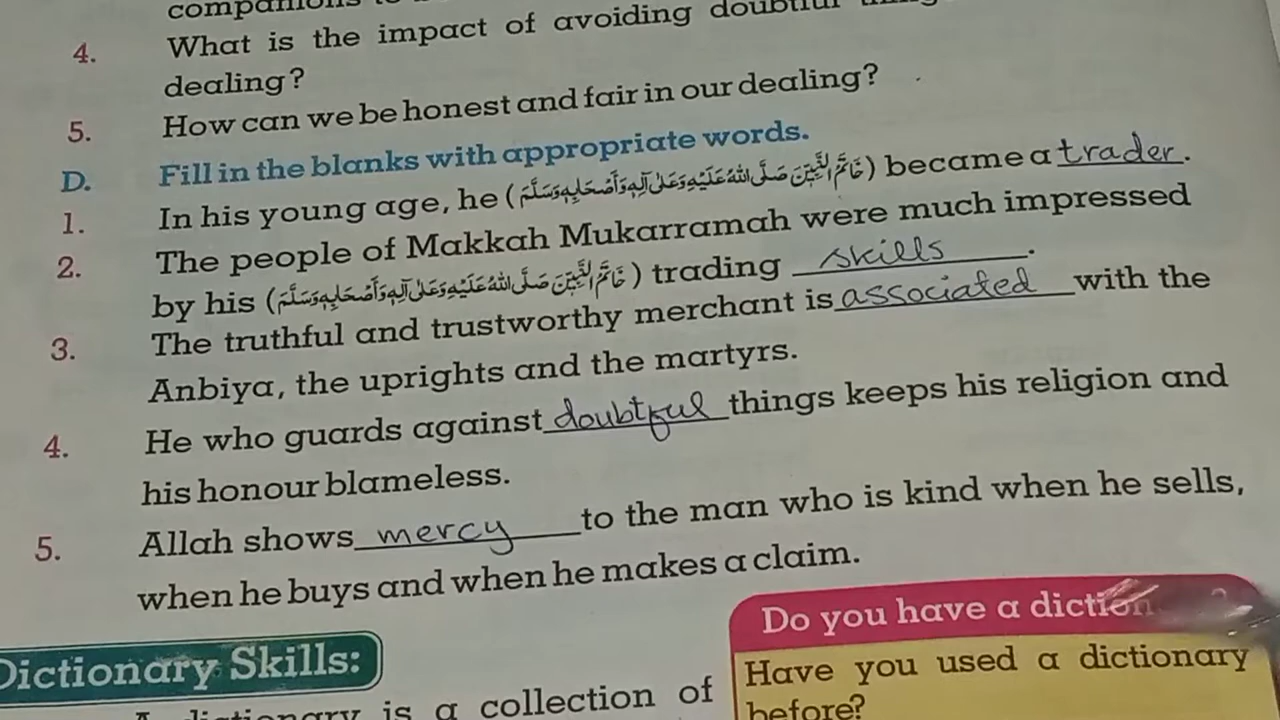 4. What is the impact of avoiding doubtful
dealing?
5. How can we be honest and fair in our dealing?
D. Fill in the blanks with appropriate words.
1. In his young age, he (خَاتَمُ النَّبِيِّنَ صَلَّى اللهُ عَلَيْهِ وَعَلٰى آلِهٖ وَأَصْحَابِهٖ وَسَلَّمَ) became a trader.
2. The people of Makkah Mukarramah were much impressed
by his (خَاتَمُ النَّبِيِّنَ صَلَّى اللهُ عَلَيْهِ وَعَلٰى آلِهٖ وَأَصْحَابِهٖ وَسَلَّمَ) trading skills.
3. The truthful and trustworthy merchant is associated with the
Anbiya, the uprights and the martyrs.
4. He who guards against doubtful things keeps his religion and
his honour blameless.
5. Allah shows mercy to the man who is kind when he sells,
when he buys and when he makes a claim.
Dictionary Skills:
Do you have a diction
Have you used a dictionary
before?
A dictionary is a collection of